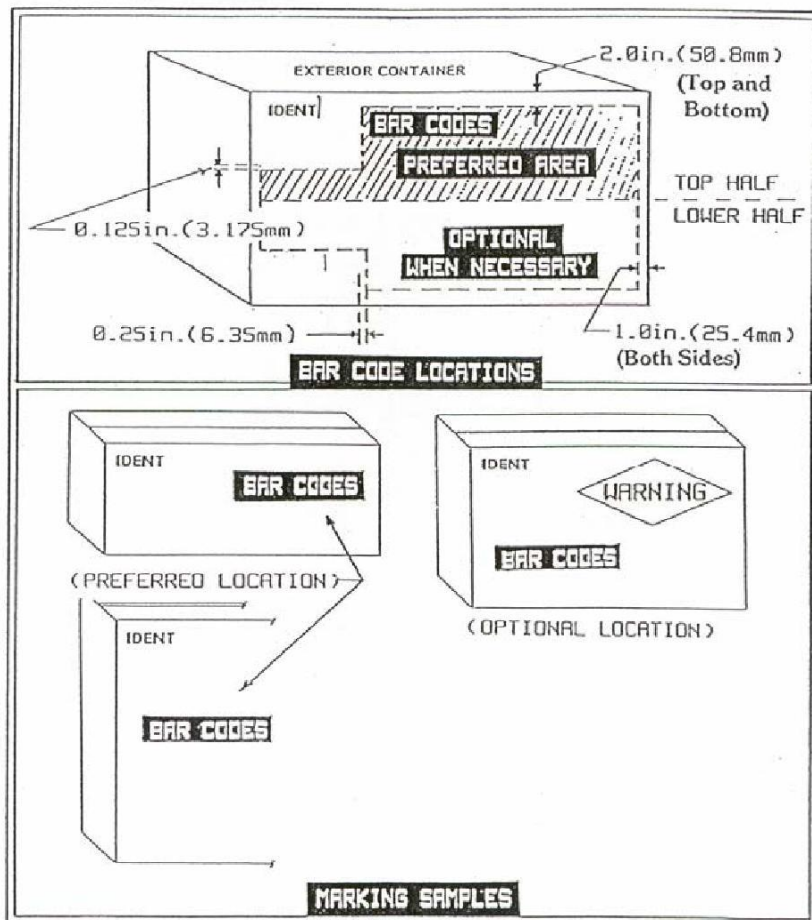 2.0in.(50.8mm)
(Top and
Bottom)
EXTERIOR CONTAINER
IDENT
BAR CODES
PREFERRED AREA
TOP HALF
LOWER HALF
0.125in.(3.175mm)
OPTIONAL
WHEN NECESSARY
0.25in.(6.35mm)
1.0in.(25.4mm)
(Both Sides)
BAR CODE LOCATIONS
IDENT
BAR CODES
IDENT
WARNING
BAR CODES
(PREFERRED LOCATION)
(OPTIONAL LOCATION)
IDENT
BAR CODES
MARKING SAMPLES